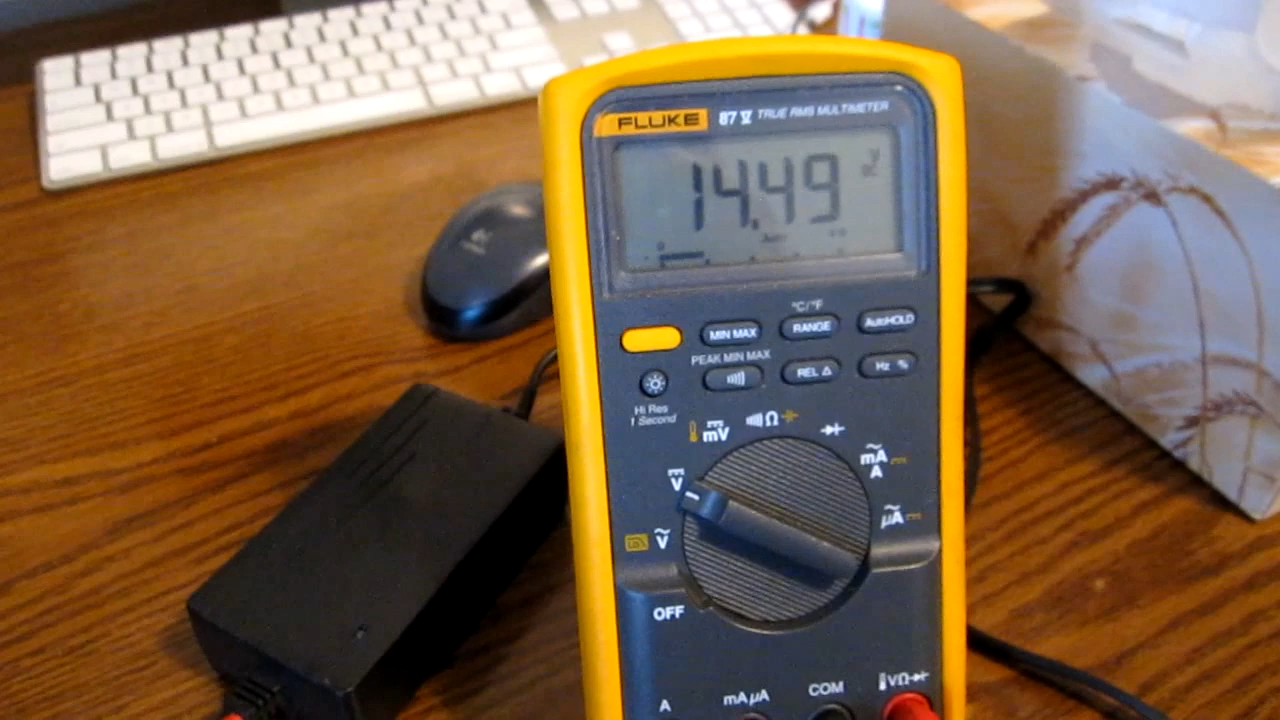 FLUKE 87 V TRUE RMS MULTIMETER
14.49
°C/°F
MIN MAX RANGE AutoHOLD
PEAK MIN MAX
REL Δ Hz %
Hi Res
1 Second
mV Ω
V mA
A
V µA
OFF
A mA µA COM VΩ